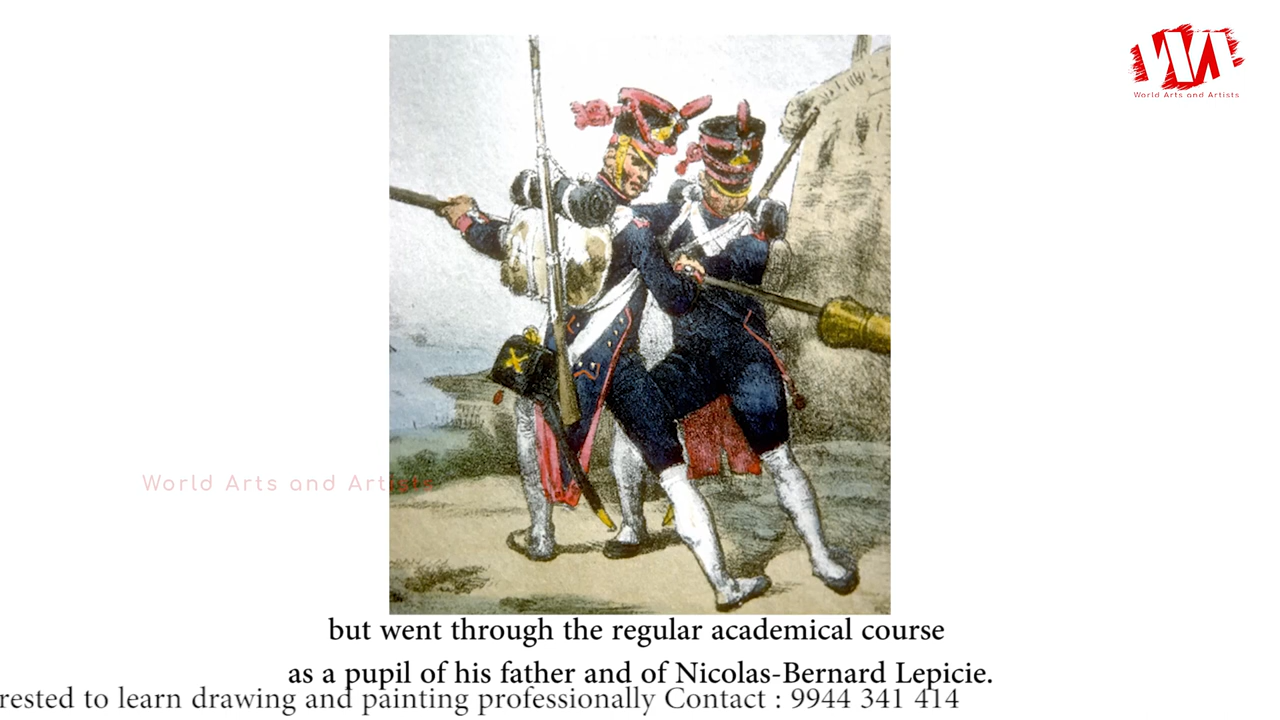 World Arts and Artists
World Arts and Artists
but went through the regular academical course
as a pupil of his father and of Nicolas-Bernard Lepicie.
rested to learn drawing and painting professionally Contact : 9944 341 414